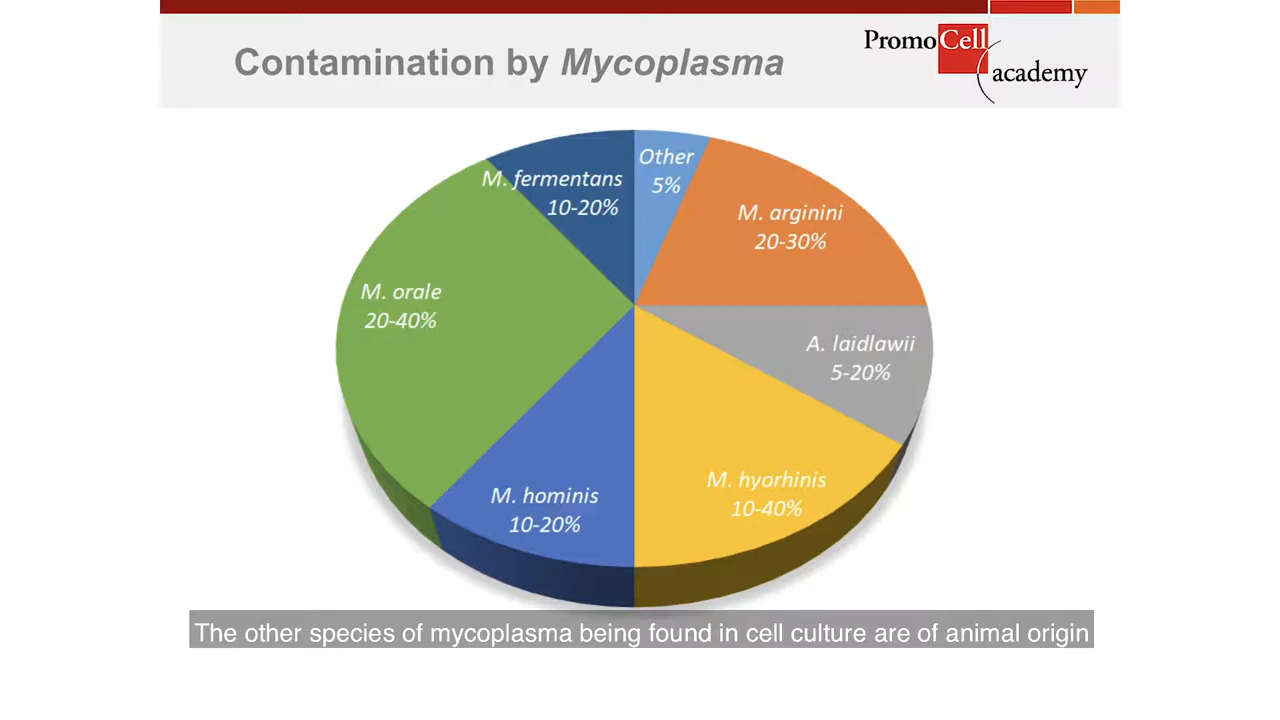 Contamination by Mycoplasma
PromoCell
academy
Other
5%
M. fermentans
10-20%
M. arginini
20-30%
M. orale
20-40%
A. laidlawii
5-20%
M. hyorhinis
10-40%
M. hominis
10-20%
The other species of mycoplasma being found in cell culture are of animal origin